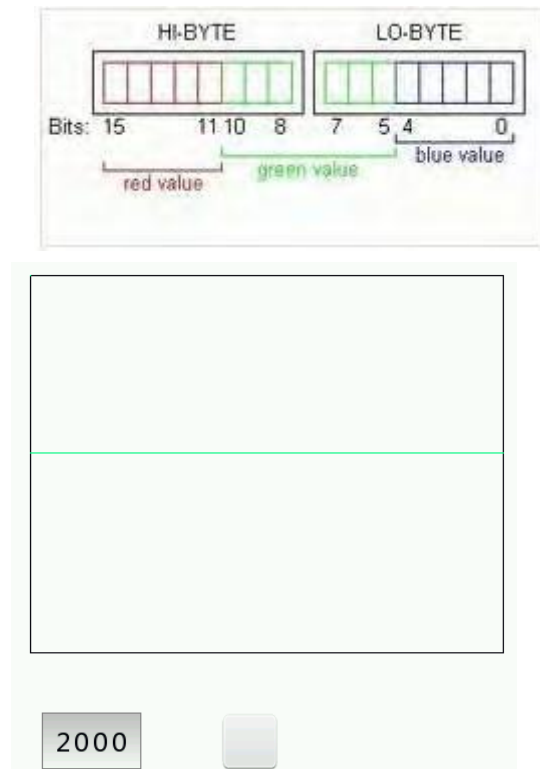 HI-BYTE LO-BYTE
Bits: 15 11 10 8 7 5 4 0
red value green value blue value
2000